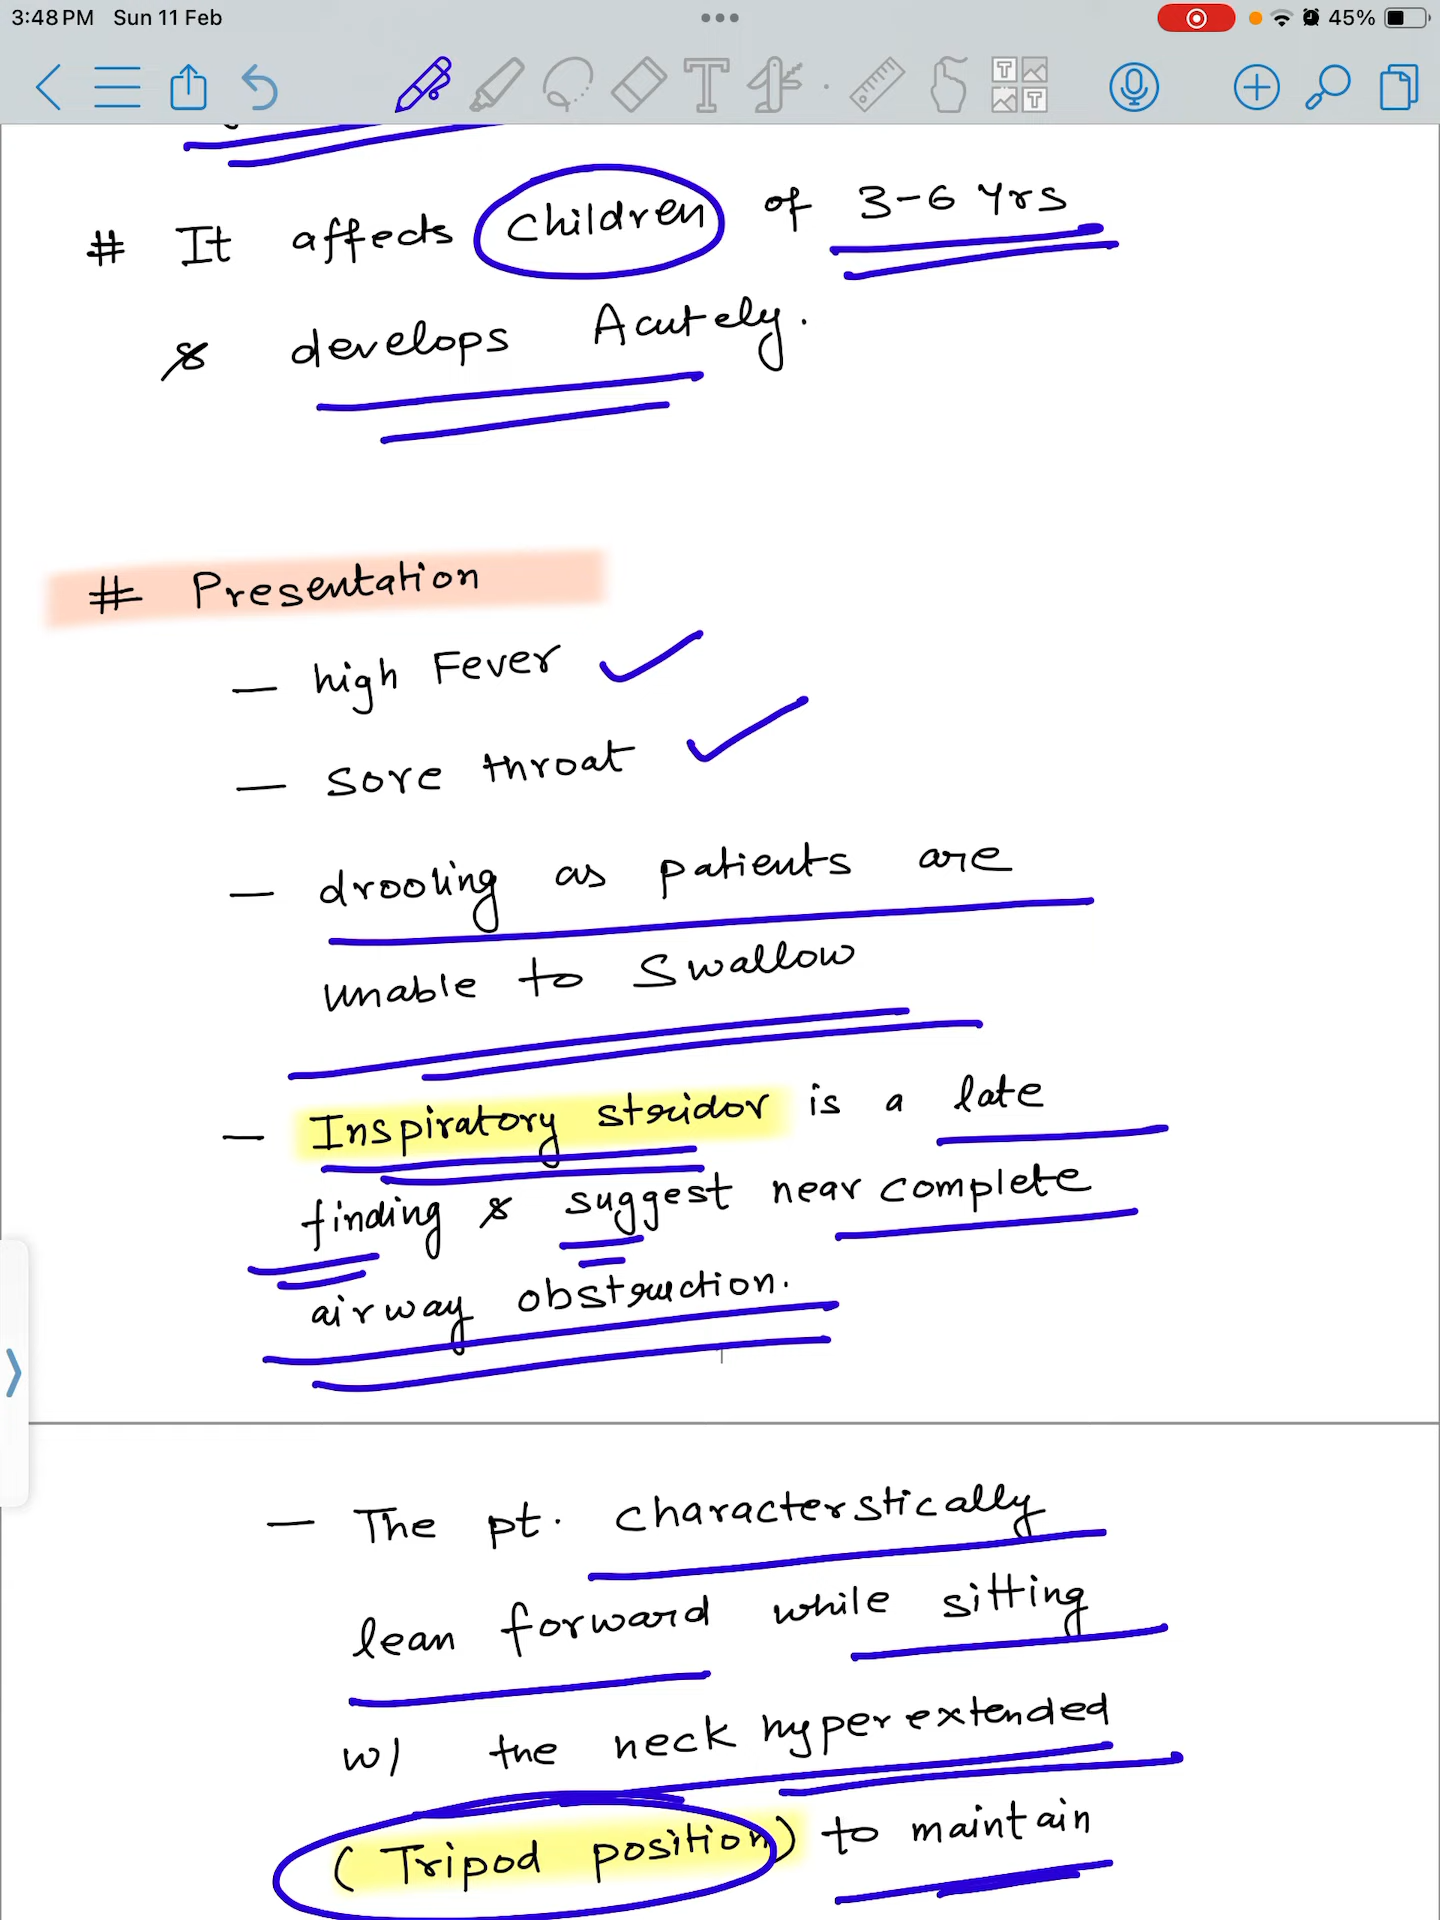 3:48 PM Sun 11 Feb
45%
# It affects children of 3-6 Yrs
& develops Acutely.
# Presentation
— high Fever ✓
— Sore throat ✓
— drooling as patients are
unable to Swallow
— Inspiratory stridor is a late
finding & suggest near complete
airway obstruction.
— The pt. characterstically
lean forward while sitting
w/ the neck hyperextended
(Tripod position) to maintain